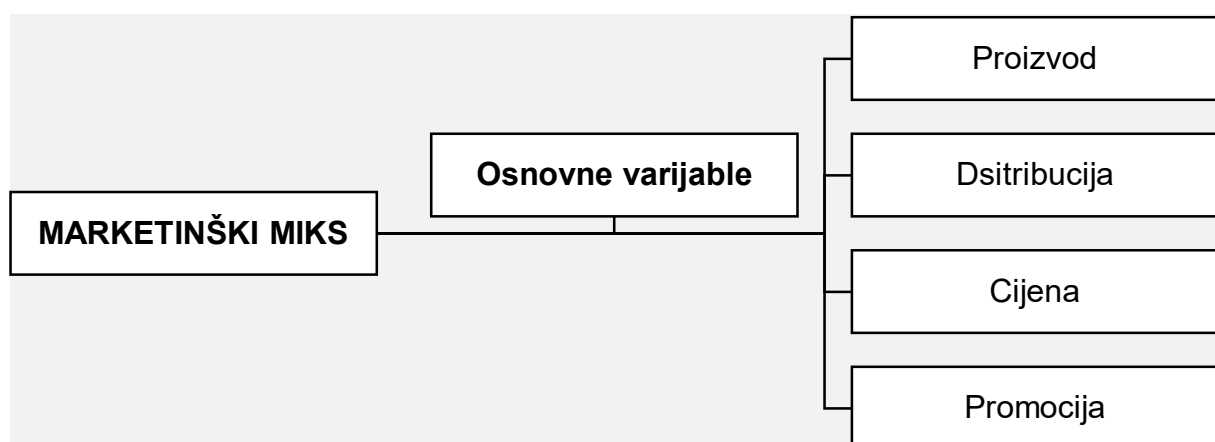 MARKETINŠKI MIKS
Osnovne varijable
Proizvod
Dsitribucija
Cijena
Promocija